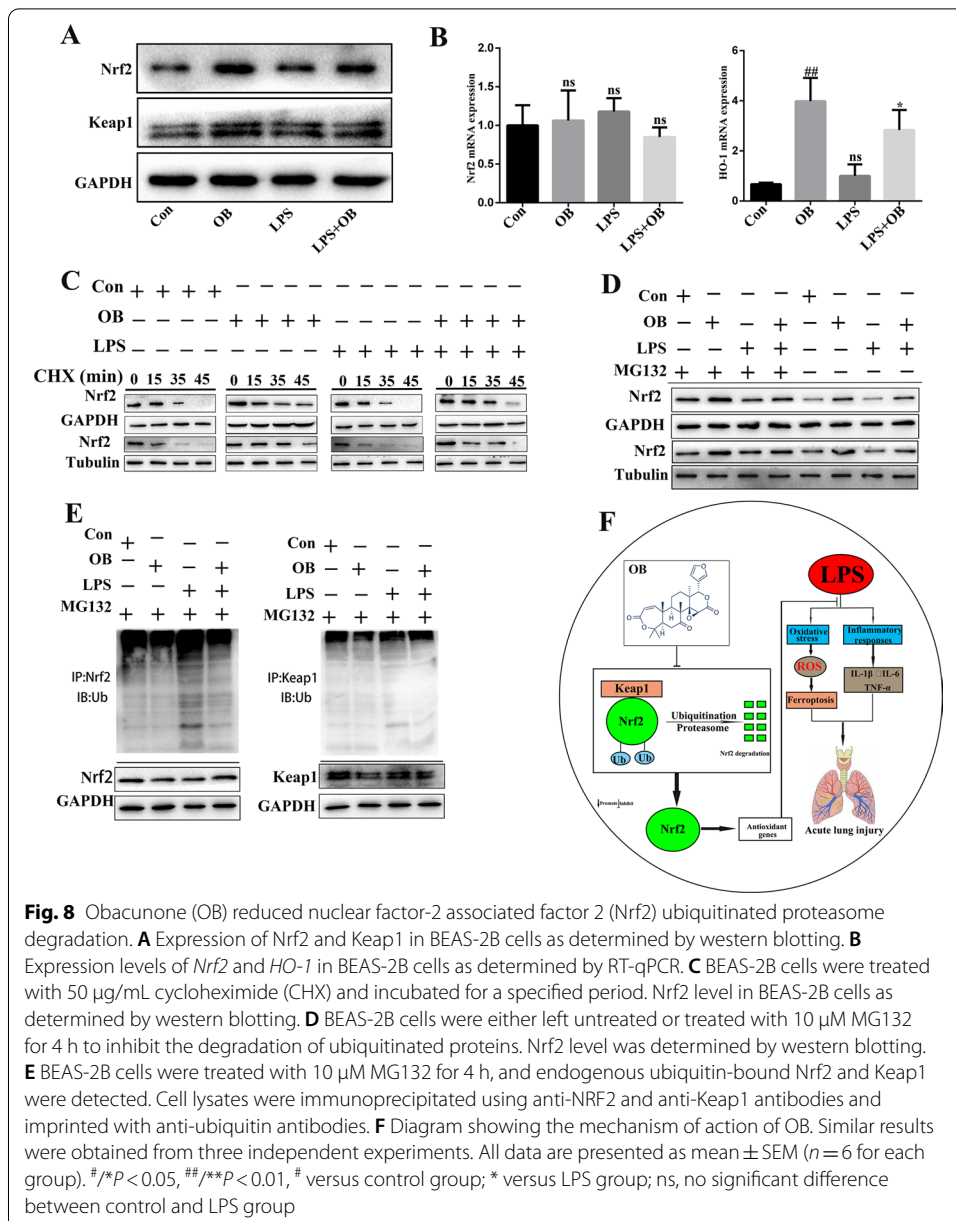 A
Nrf2
Keap1
GAPDH
Con OB LPS LPS+OB
B
Nrf2 mRNA expression
2.0
1.5
1.0
0.5
0.0
ns ns ns
Con OB LPS LPS+OB
HO-1 mRNA expression
6
4
2
0
## ns *
Con OB LPS LPS+OB
C
Con + + + + − − − − − − − − − − − −
OB − − − − + + + + − − − − + + + +
LPS − − − − − − − − + + + + + + + +
CHX (min) 0 15 35 45 0 15 35 45 0 15 35 45 0 15 35 45
Nrf2
GAPDH
Nrf2
Tubulin
D
Con + − − − + − − −
OB − + − + − + − +
LPS − − + + − − + +
MG132 + + + + − − − −
Nrf2
GAPDH
Nrf2
Tubulin
E
Con + − − −
OB − + − +
LPS − − + +
MG132 + + + +
IP:Nrf2
IB:Ub
Nrf2
GAPDH
Con + − − −
OB − + − +
LPS − − + +
MG132 + + + +
IP:Keap1
IB:Ub
Keap1
GAPDH
F
OB
Keap1
Nrf2
Ub Ub
Ubiquitination
Proteasome
Nrf2 degradation
Promote Inhibit
Nrf2
Antioxidant
genes
LPS
Oxidative
stress
ROS
Ferroptosis
Inflammatory
responses
IL-1β □IL-6
TNF-α
Acute lung injury
Fig. 8 Obacunone (OB) reduced nuclear factor-2 associated factor 2 (Nrf2) ubiquitinated proteasome
degradation. A Expression of Nrf2 and Keap1 in BEAS-2B cells as determined by western blotting. B
Expression levels of Nrf2 and HO-1 in BEAS-2B cells as determined by RT-qPCR. C BEAS-2B cells were treated
with 50 μg/mL cycloheximide (CHX) and incubated for a specified period. Nrf2 level in BEAS-2B cells as
determined by western blotting. D BEAS-2B cells were either left untreated or treated with 10 μM MG132
for 4 h to inhibit the degradation of ubiquitinated proteins. Nrf2 level was determined by western blotting.
E BEAS-2B cells were treated with 10 μM MG132 for 4 h, and endogenous ubiquitin-bound Nrf2 and Keap1
were detected. Cell lysates were immunoprecipitated using anti-NRF2 and anti-Keap1 antibodies and
imprinted with anti-ubiquitin antibodies. F Diagram showing the mechanism of action of OB. Similar results
were obtained from three independent experiments. All data are presented as mean ± SEM (n = 6 for each
group). #/*P < 0.05, ##/**P < 0.01, # versus control group; * versus LPS group; ns, no significant difference
between control and LPS group